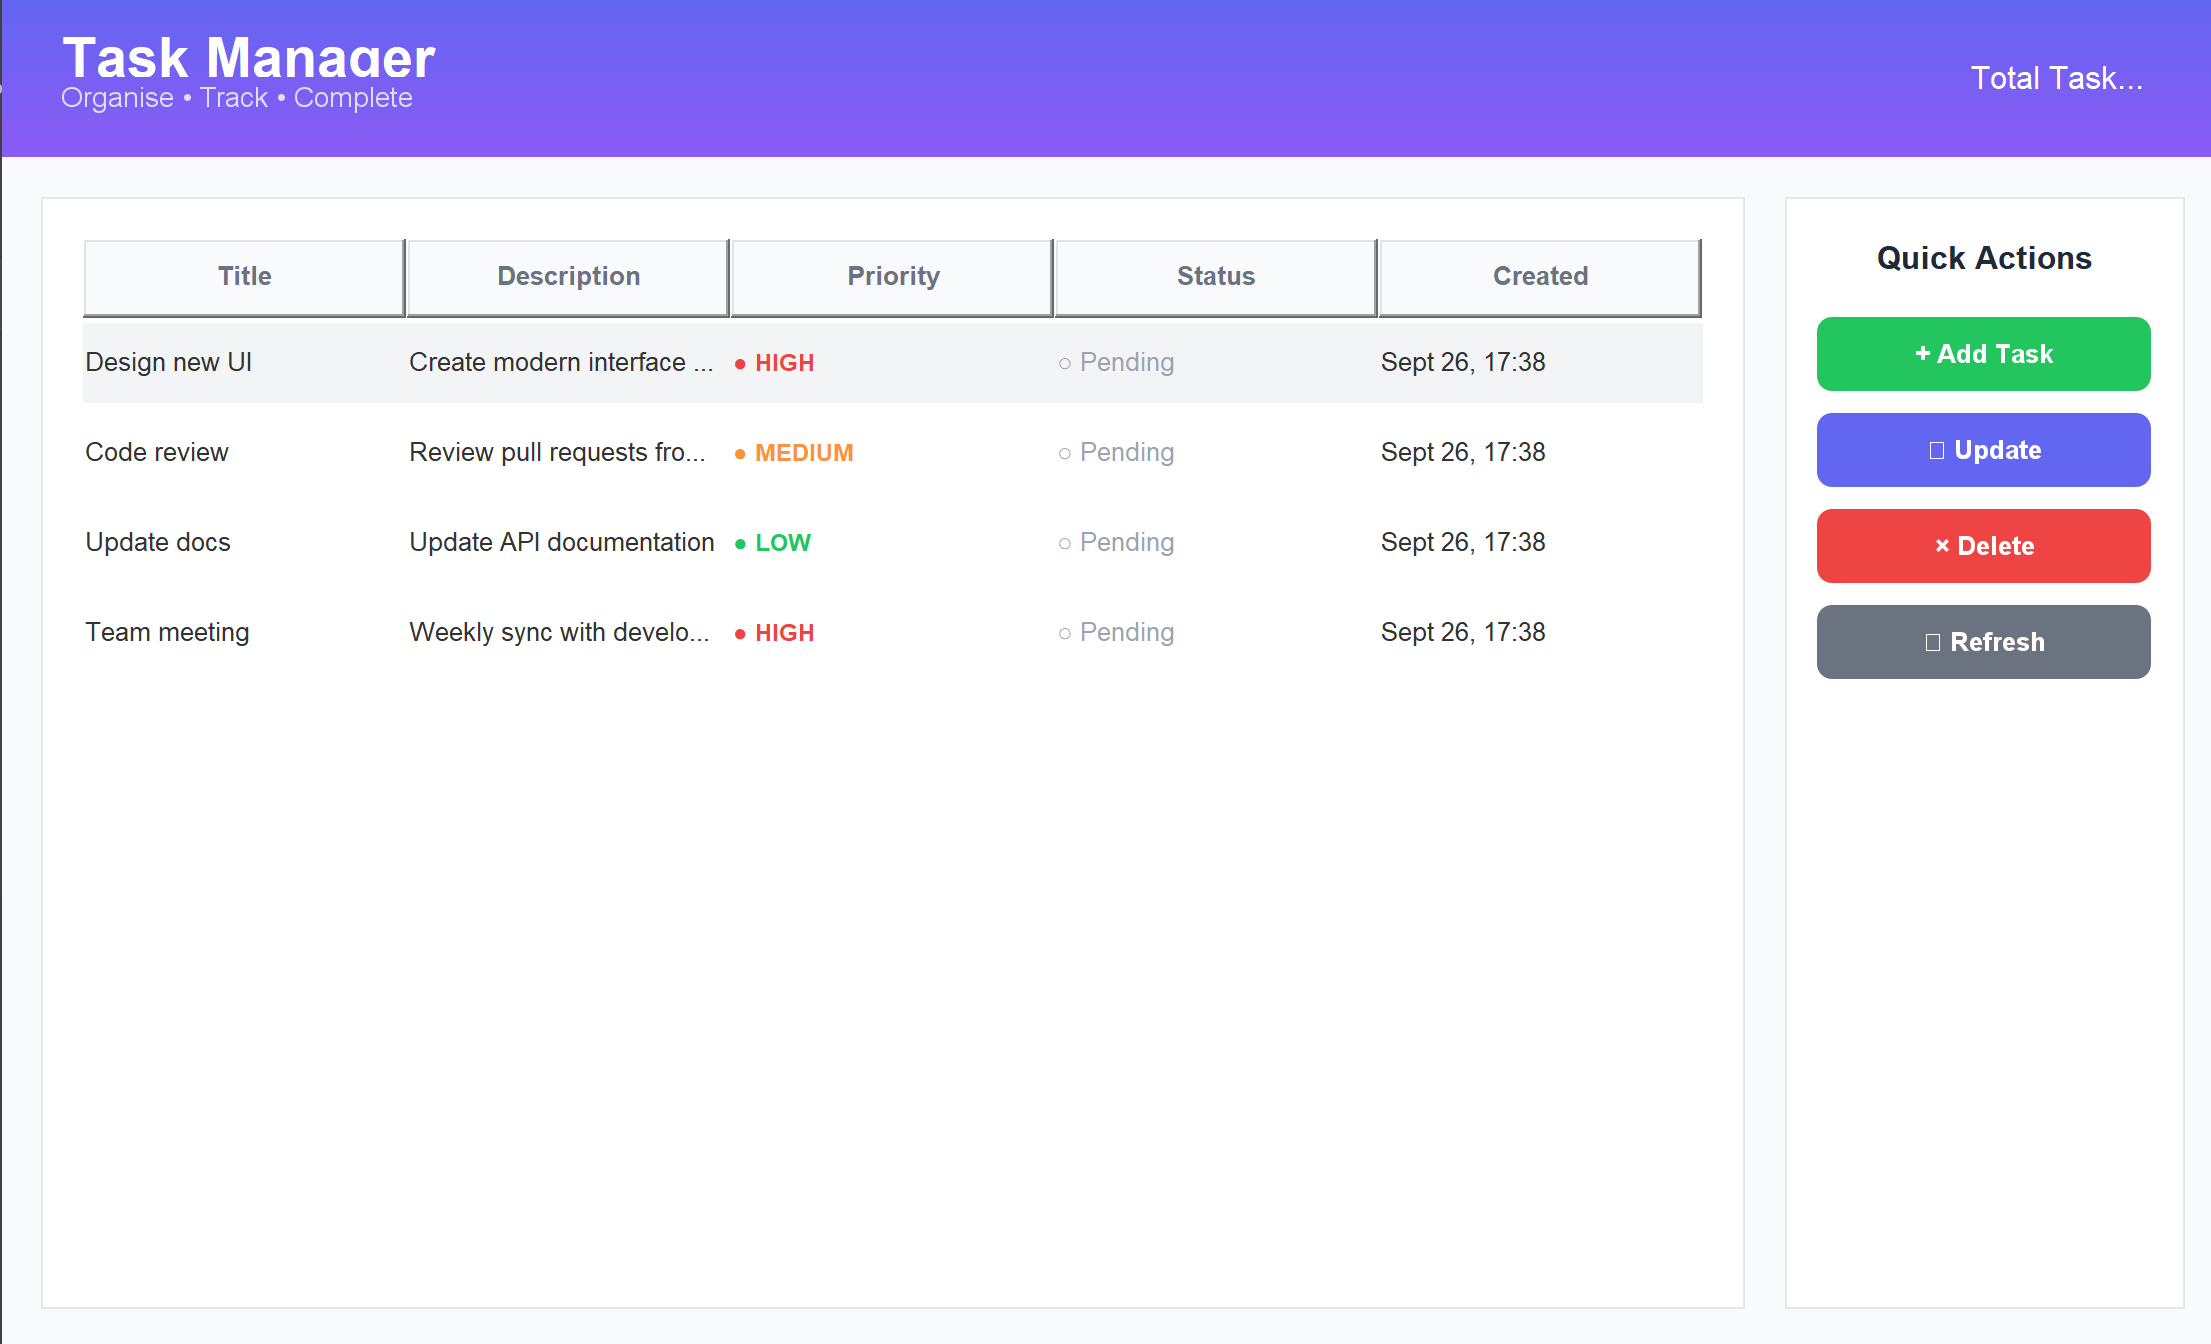 Task Manager
Organise • Track • Complete
Total Task...
Title Description Priority Status Created
Design new UI Create modern interface ... ● HIGH ○ Pending Sept 26, 17:38
Code review Review pull requests fro... ● MEDIUM ○ Pending Sept 26, 17:38
Update docs Update API documentation ● LOW ○ Pending Sept 26, 17:38
Team meeting Weekly sync with develo... ● HIGH ○ Pending Sept 26, 17:38
Quick Actions
+ Add Task
▯ Update
× Delete
▯ Refresh